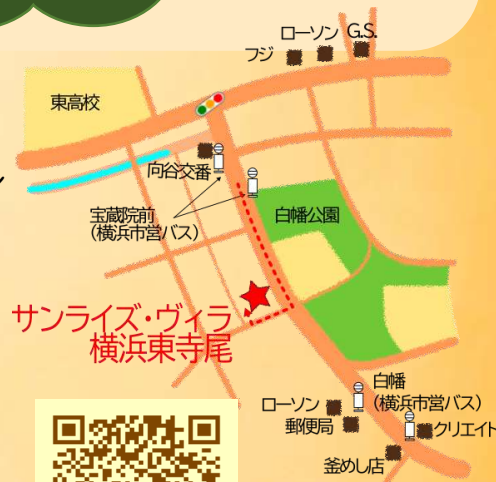 ローソン G.S.
フジ
東高校
向谷交番
宝蔵院前
(横浜市営バス)
白幡公園
サンライズ・ヴィラ
横浜東寺尾
白幡
(横浜市営バス)
ローソン
郵便局
クリエイト
釜めし店